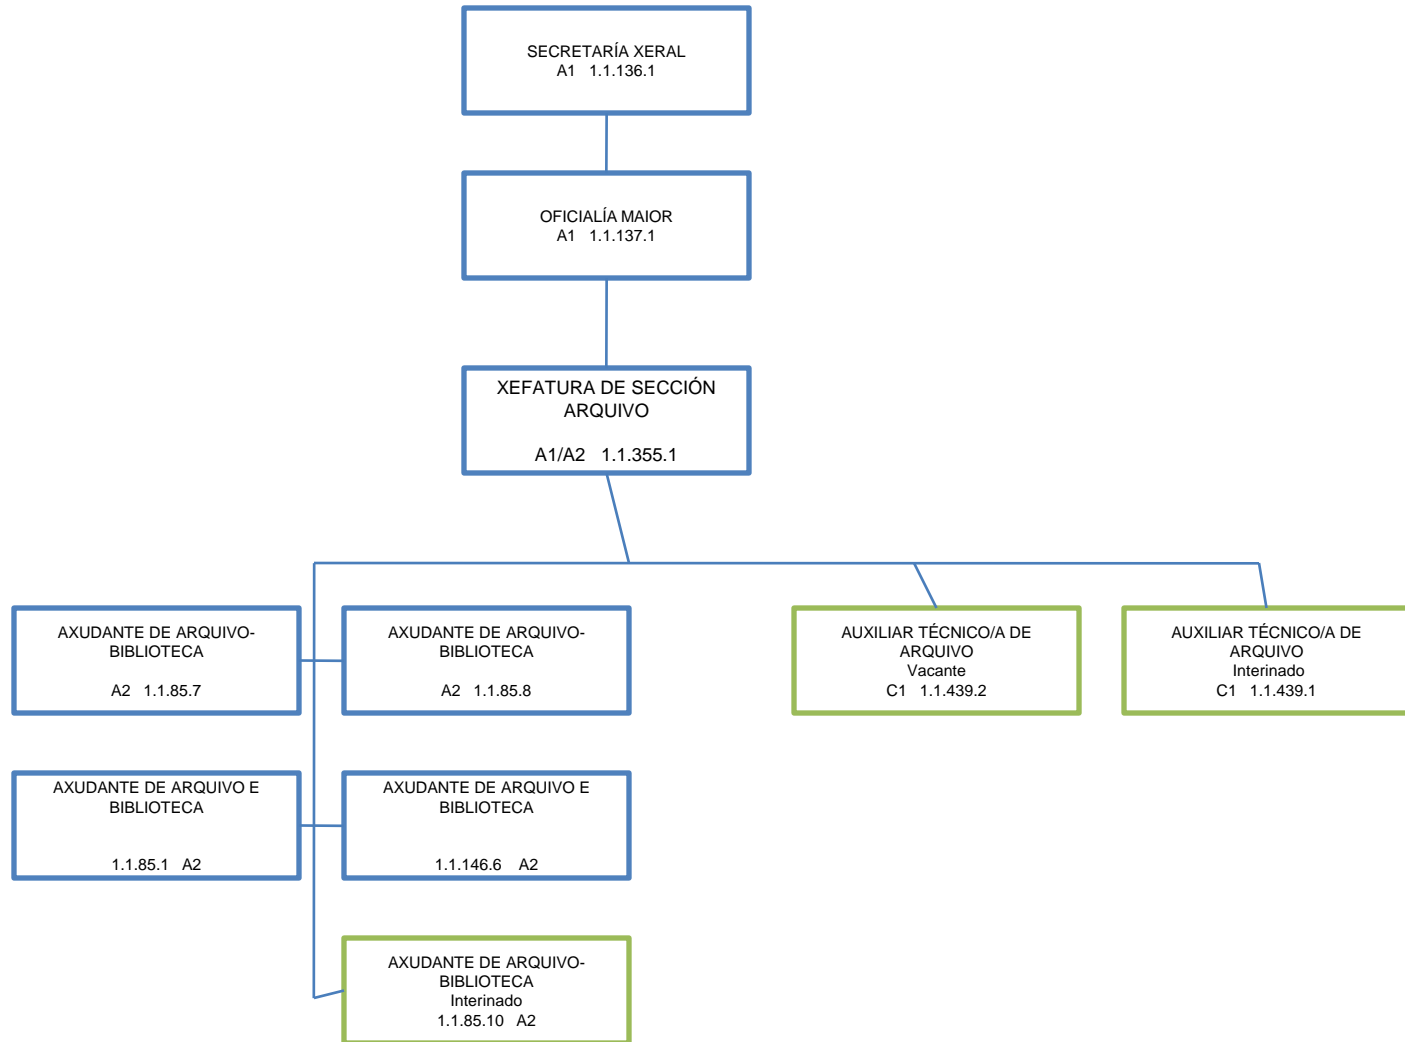 SECRETARÍA XERAL
A1 1.1.136.1
OFICIALÍA MAIOR
A1 1.1.137.1
XEFATURA DE SECCIÓN
ARQUIVO
A1/A2 1.1.355.1
AXUDANTE DE ARQUIVO-
BIBLIOTECA
A2 1.1.85.7
AXUDANTE DE ARQUIVO-
BIBLIOTECA
A2 1.1.85.8
AUXILIAR TÉCNICO/A DE
ARQUIVO
Vacante
C1 1.1.439.2
AUXILIAR TÉCNICO/A DE
ARQUIVO
Interinado
C1 1.1.439.1
AXUDANTE DE ARQUIVO E
BIBLIOTECA
1.1.85.1 A2
AXUDANTE DE ARQUIVO E
BIBLIOTECA
1.1.146.6 A2
AXUDANTE DE ARQUIVO-
BIBLIOTECA
Interinado
1.1.85.10 A2